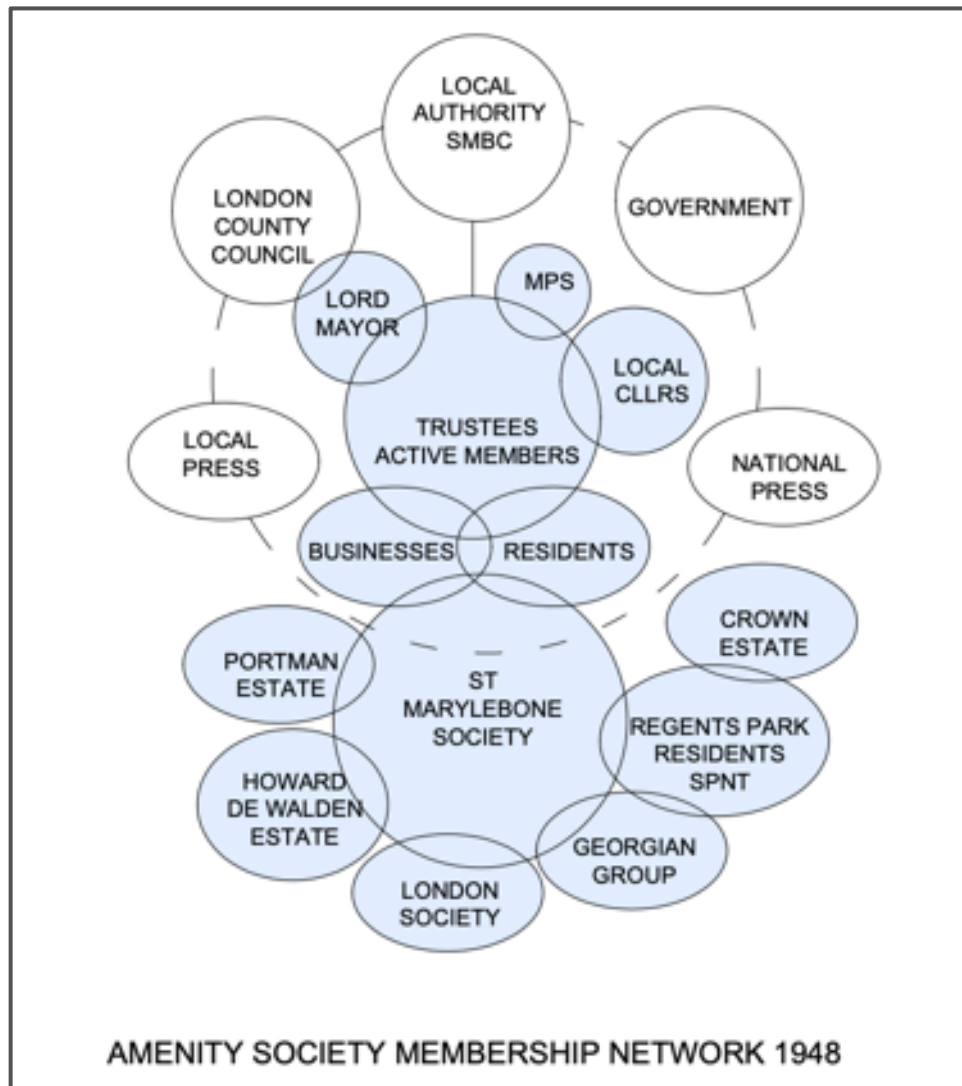 LOCAL
AUTHORITY
SMBC
LONDON
COUNTY
COUNCIL
GOVERNMENT
LORD
MAYOR
MPS
LOCAL
CLLRS
TRUSTEES
ACTIVE MEMBERS
LOCAL
PRESS
NATIONAL
PRESS
BUSINESSES
RESIDENTS
CROWN
ESTATE
PORTMAN
ESTATE
ST
MARYLEBONE
SOCIETY
REGENTS PARK
RESIDENTS
SPNT
HOWARD
DE WALDEN
ESTATE
GEORGIAN
GROUP
LONDON
SOCIETY
AMENITY SOCIETY MEMBERSHIP NETWORK 1948